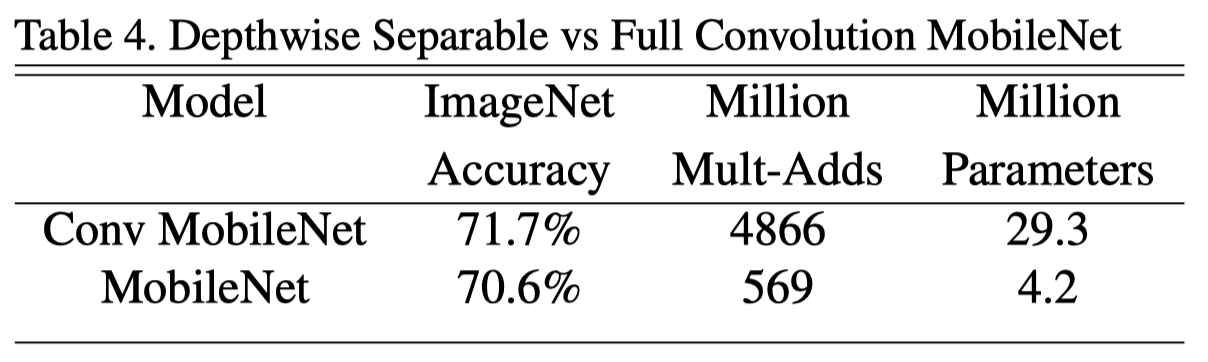 Table 4. Depthwise Separable vs Full Convolution MobileNet
Model ImageNet Million Million
Accuracy Mult-Adds Parameters
Conv MobileNet 71.7% 4866 29.3
MobileNet 70.6% 569 4.2